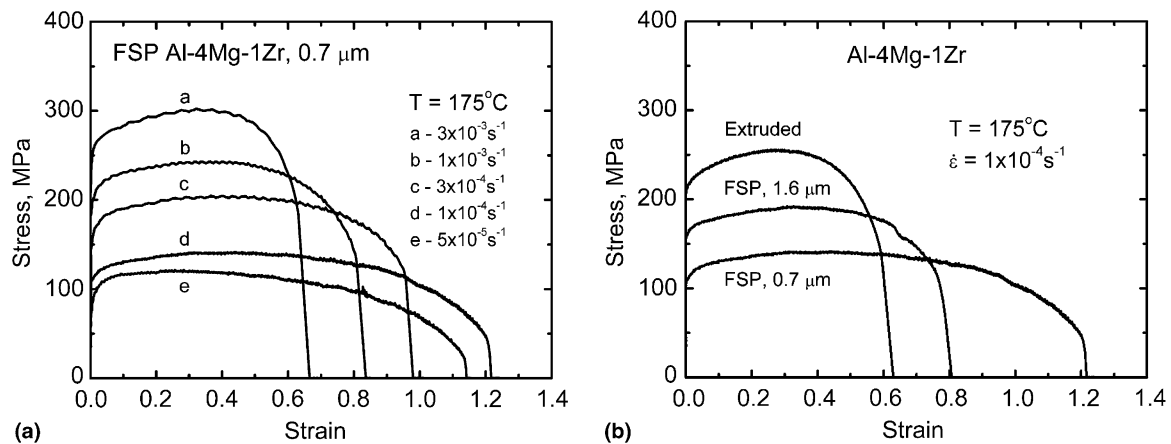 FSP Al-4Mg-1Zr, 0.7 μm
T = 175°C
a - 3x10⁻³s⁻¹
b - 1x10⁻³s⁻¹
c - 3x10⁻⁴s⁻¹
d - 1x10⁻⁴s⁻¹
e - 5x10⁻⁵s⁻¹
a
b
c
d
e
400
300
200
100
0
Stress, MPa
0.0 0.2 0.4 0.6 0.8 1.0 1.2 1.4
Strain
(a)
Al-4Mg-1Zr
T = 175°C
ε̇ = 1x10⁻⁴s⁻¹
Extruded
FSP, 1.6 μm
FSP, 0.7 μm
400
300
200
100
0
Stress, MPa
0.0 0.2 0.4 0.6 0.8 1.0 1.2 1.4
Strain
(b)